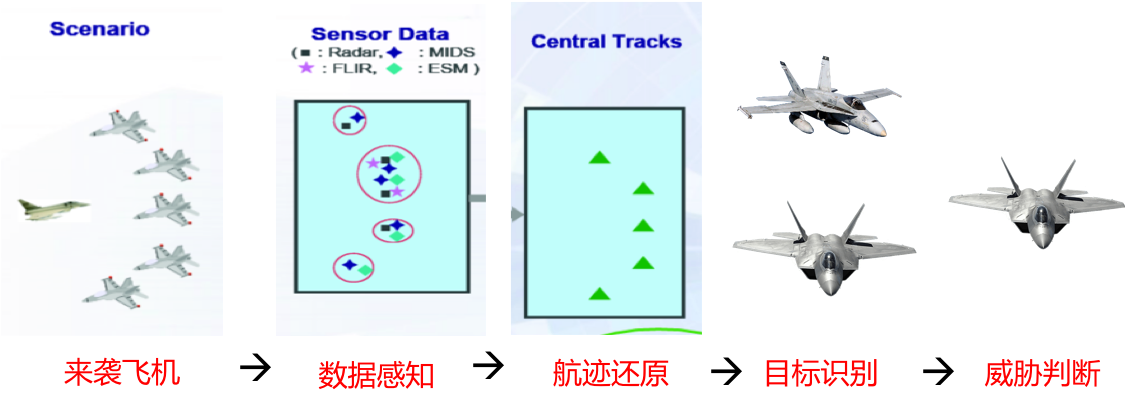 Scenario
Sensor Data
(■ : Radar, ✦ : MIDS
★ : FLIR, ◆ : ESM )
Central Tracks
来袭飞机 → 数据感知 → 航迹还原 → 目标识别 → 威胁判断